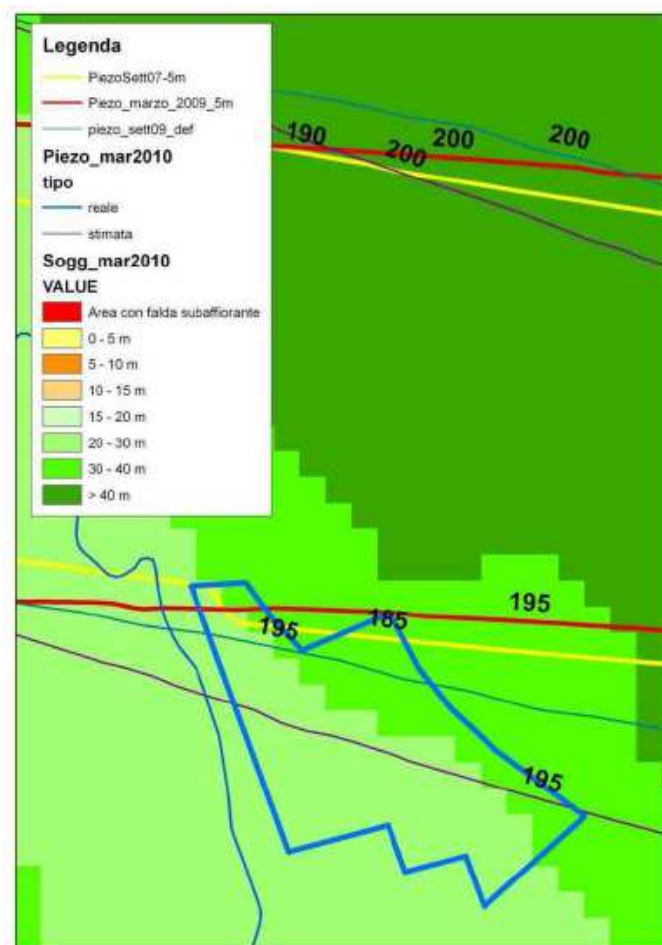 Legenda
PiezoSett07-5m
Piezo_marzo_2009_5m
piezo_sett09_def
Piezo_mar2010
tipo
reale
stimata
Sogg_mar2010
VALUE
Area con falda subaffiorante
0 - 5 m
5 - 10 m
10 - 15 m
15 - 20 m
20 - 30 m
30 - 40 m
> 40 m
190
200
200
200
195
185
195
195